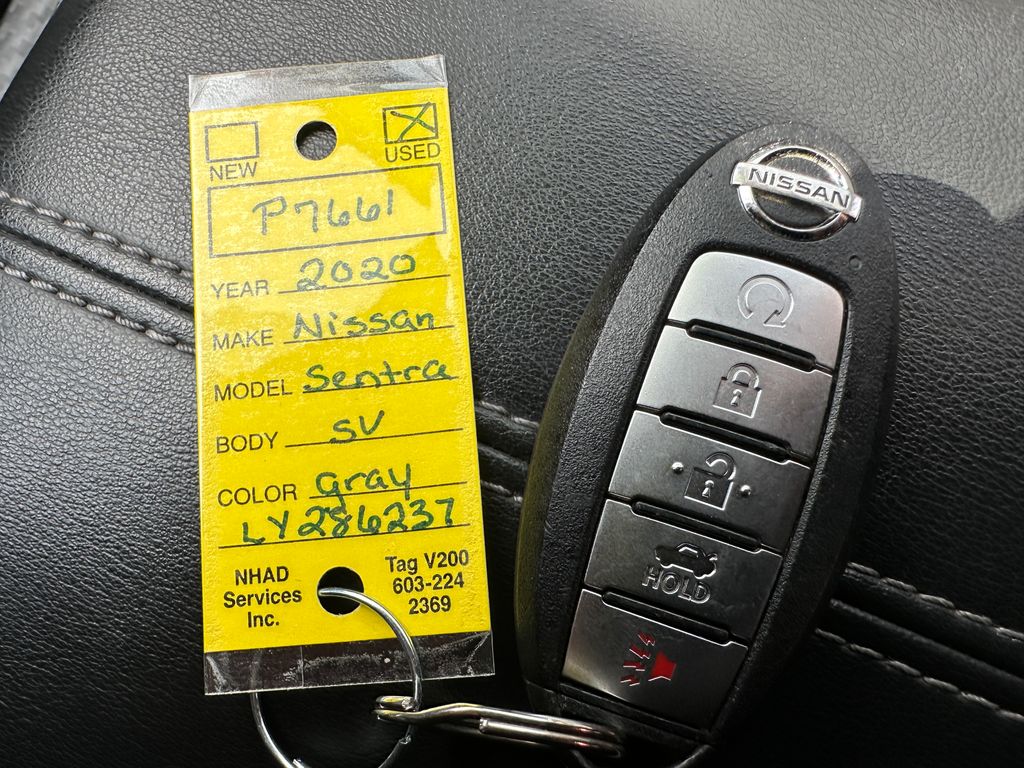 NEW
USED
P7661
YEAR 2020
MAKE Nissan
MODEL Sentra
BODY SV
COLOR gray
LY286237
NHAD
Services
Inc.
Tag V200
603-224
2369
NISSAN
HOLD